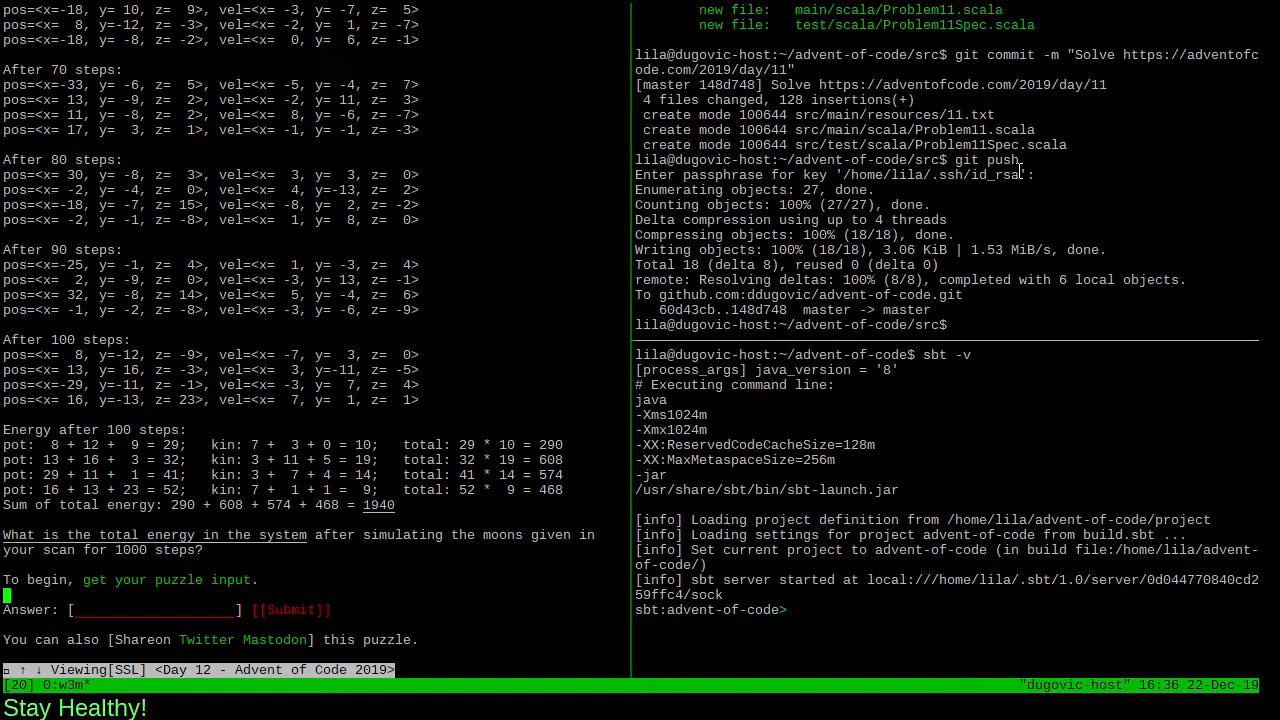 pos=<x=-18, y= 10, z=  9>, vel=<x= -3, y= -7, z=  5>
pos=<x=  8, y=-12, z= -3>, vel=<x= -2, y=  1, z= -7>
pos=<x=-18, y= -8, z= -2>, vel=<x=  0, y=  6, z= -1>
After 70 steps:
pos=<x=-33, y= -6, z=  5>, vel=<x= -5, y= -4, z=  7>
pos=<x= 13, y= -9, z=  2>, vel=<x= -2, y= 11, z=  3>
pos=<x= 11, y= -8, z=  2>, vel=<x=  8, y= -6, z= -7>
pos=<x= 17, y=  3, z=  1>, vel=<x= -1, y= -1, z= -3>
After 80 steps:
pos=<x= 30, y= -8, z=  3>, vel=<x=  3, y=  3, z=  0>
pos=<x= -2, y= -4, z=  0>, vel=<x=  4, y=-13, z=  2>
pos=<x=-18, y= -7, z= 15>, vel=<x= -8, y=  2, z= -2>
pos=<x= -2, y= -1, z= -8>, vel=<x=  1, y=  8, z=  0>
After 90 steps:
pos=<x=-25, y= -1, z=  4>, vel=<x=  1, y= -3, z=  4>
pos=<x=  2, y= -9, z=  0>, vel=<x= -3, y= 13, z= -1>
pos=<x= 32, y= -8, z= 14>, vel=<x=  5, y= -4, z=  6>
pos=<x= -1, y= -2, z= -8>, vel=<x= -3, y= -6, z= -9>
After 100 steps:
pos=<x=  8, y=-12, z= -9>, vel=<x= -7, y=  3, z=  0>
pos=<x= 13, y= 16, z= -3>, vel=<x=  3, y=-11, z= -5>
pos=<x=-29, y=-11, z= -1>, vel=<x= -3, y=  7, z=  4>
pos=<x= 16, y=-13, z= 23>, vel=<x=  7, y=  1, z=  1>
Energy after 100 steps:
pot:  8 + 12 +  9 = 29;   kin: 7 +  3 + 0 = 10;   total: 29 * 10 = 290
pot: 13 + 16 +  3 = 32;   kin: 3 + 11 + 5 = 19;   total: 32 * 19 = 608
pot: 29 + 11 +  1 = 41;   kin: 3 +  7 + 4 = 14;   total: 41 * 14 = 574
pot: 16 + 13 + 23 = 52;   kin: 7 +  1 + 1 =  9;   total: 52 *  9 = 468
Sum of total energy: 290 + 608 + 574 + 468 = 1940
What is the total energy in the system after simulating the moons given in
your scan for 1000 steps?
To begin, get your puzzle input.
Answer: [____________________] [[Submit]]
You can also [Shareon Twitter Mastodon] this puzzle.
↑ ↓ Viewing[SSL] <Day 12 - Advent of Code 2019>
new file:   main/scala/Problem11.scala
new file:   test/scala/Problem11Spec.scala
lila@dugovic-host:~/advent-of-code/src$ git commit -m "Solve https://adventofc
ode.com/2019/day/11"
[master 148d748] Solve https://adventofcode.com/2019/day/11
4 files changed, 128 insertions(+)
create mode 100644 src/main/resources/11.txt
create mode 100644 src/main/scala/Problem11.scala
create mode 100644 src/test/scala/Problem11Spec.scala
lila@dugovic-host:~/advent-of-code/src$ git push
Enter passphrase for key '/home/lila/.ssh/id_rsa':
Enumerating objects: 27, done.
Counting objects: 100% (27/27), done.
Delta compression using up to 4 threads
Compressing objects: 100% (18/18), done.
Writing objects: 100% (18/18), 3.06 KiB | 1.53 MiB/s, done.
Total 18 (delta 8), reused 0 (delta 0)
remote: Resolving deltas: 100% (8/8), completed with 6 local objects.
To github.com:ddugovic/advent-of-code.git
60d43cb..148d748  master -> master
lila@dugovic-host:~/advent-of-code/src$
lila@dugovic-host:~/advent-of-code$ sbt -v
[process_args] java_version = '8'
# Executing command line:
java
-Xms1024m
-Xmx1024m
-XX:ReservedCodeCacheSize=128m
-XX:MaxMetaspaceSize=256m
-jar
/usr/share/sbt/bin/sbt-launch.jar
[info] Loading project definition from /home/lila/advent-of-code/project
[info] Loading settings for project advent-of-code from build.sbt ...
[info] Set current project to advent-of-code (in build file:/home/lila/advent-
of-code/)
[info] sbt server started at local:///home/lila/.sbt/1.0/server/0d044770840cd2
59ffc4/sock
sbt:advent-of-code>
[20] 0:w3m* "dugovic-host" 16:36 22-Dec-19
Stay Healthy!